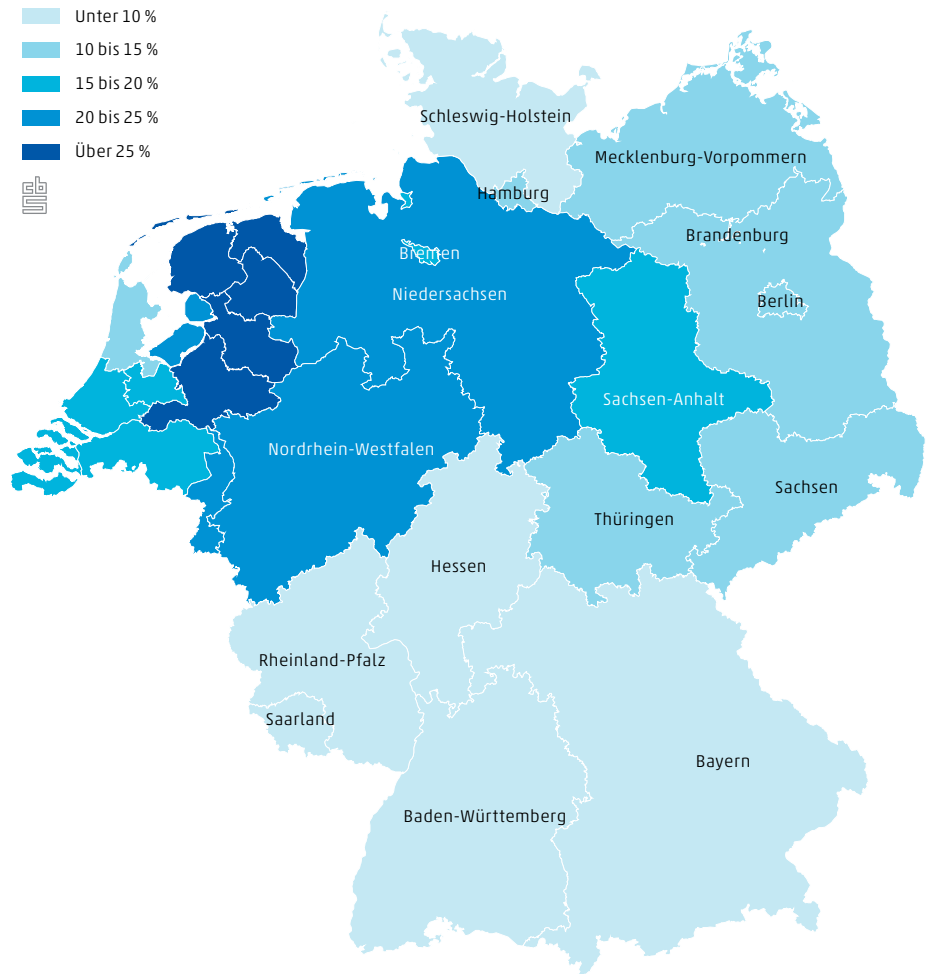 Unter 10 %
10 bis 15 %
15 bis 20 %
20 bis 25 %
Über 25 %
cbs
Schleswig-Holstein
Mecklenburg-Vorpommern
Hamburg
Brandenburg
Bremen
Niedersachsen
Berlin
Sachsen-Anhalt
Nordrhein-Westfalen
Sachsen
Thüringen
Hessen
Rheinland-Pfalz
Saarland
Bayern
Baden-Württemberg